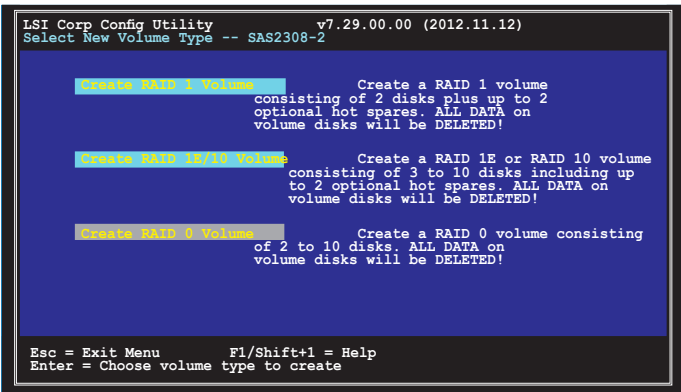 LSI Corp Config Utility v7.29.00.00 (2012.11.12)
Select New Volume Type -- SAS2308-2
Create RAID 1 Volume Create a RAID 1 volume
consisting of 2 disks plus up to 2
optional hot spares. ALL DATA on
volume disks will be DELETED!
Create RAID 1E/10 Volume Create a RAID 1E or RAID 10 volume
consisting of 3 to 10 disks including up
to 2 optional hot spares. ALL DATA on
volume disks will be DELETED!
Create RAID 0 Volume Create a RAID 0 volume consisting
of 2 to 10 disks. ALL DATA on
volume disks will be DELETED!
Esc = Exit Menu F1/Shift+1 = Help
Enter = Choose volume type to create